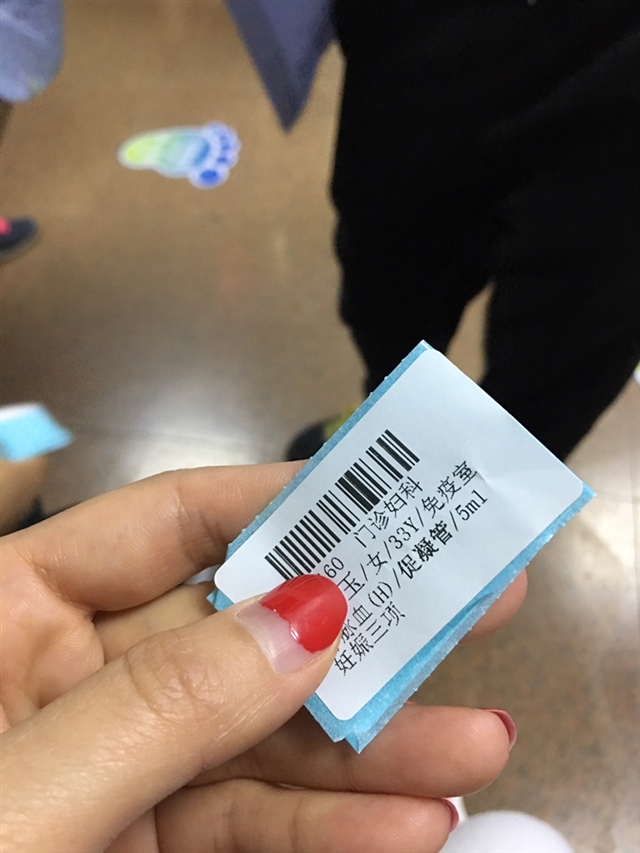 60 门诊妇科
玉/女/33Y/免疫室
血(H)/促凝管/5ml
妊娠三项